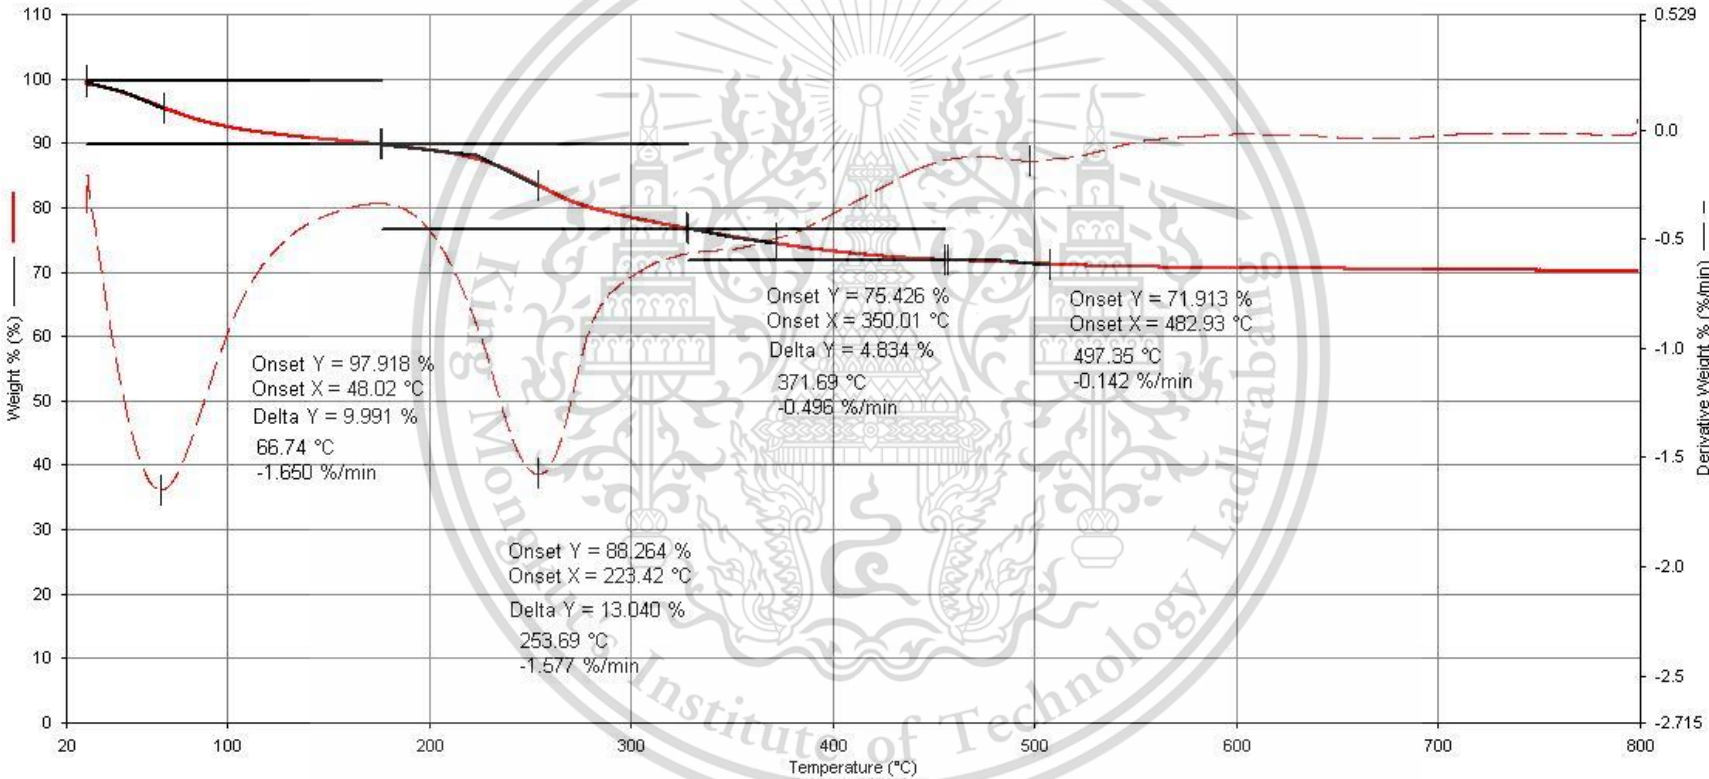 110
100
90
80
70
60
50
40
30
20
10
0
Weight % (%)
20
100
200
300
400
500
600
700
800
Temperature (°C)
0.529
0.0
-0.5
-1.0
-1.5
-2.0
-2.5
-2.715
Derivative Weight % (%/min)
Onset Y = 97.918 %
Onset X = 48.02 °C
Delta Y = 9.991 %
66.74 °C
-1.650 %/min
Onset Y = 88.264 %
Onset X = 223.42 °C
Delta Y = 13.040 %
253.69 °C
-1.577 %/min
Onset Y = 75.426 %
Onset X = 350.01 °C
Delta Y = 4.834 %
371.69 °C
-0.496 %/min
Onset Y = 71.913 %
Onset X = 482.93 °C
497.35 °C
-0.142 %/min
King Mongkut's Institute of Technology Ladkrabang